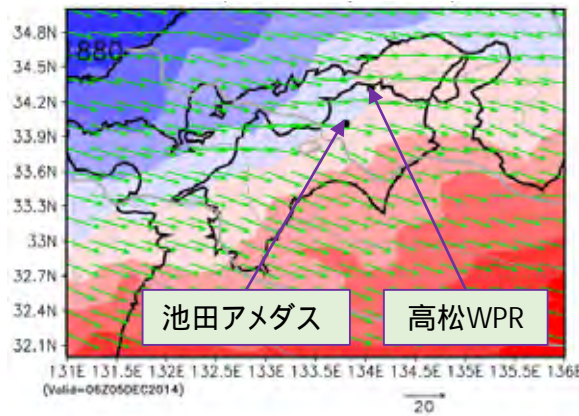 34.8N
880
34.5N
34.2N
33.9N
33.6N
33.3N
33N
32.7N
32.4N
32.1N
池田アメダス
高松WPR
131E 131.5E 132E 132.5E 133E 133.5E 134E 134.5E 135E 135.5E 136E
(Valid=06Z05DEC2014)
20